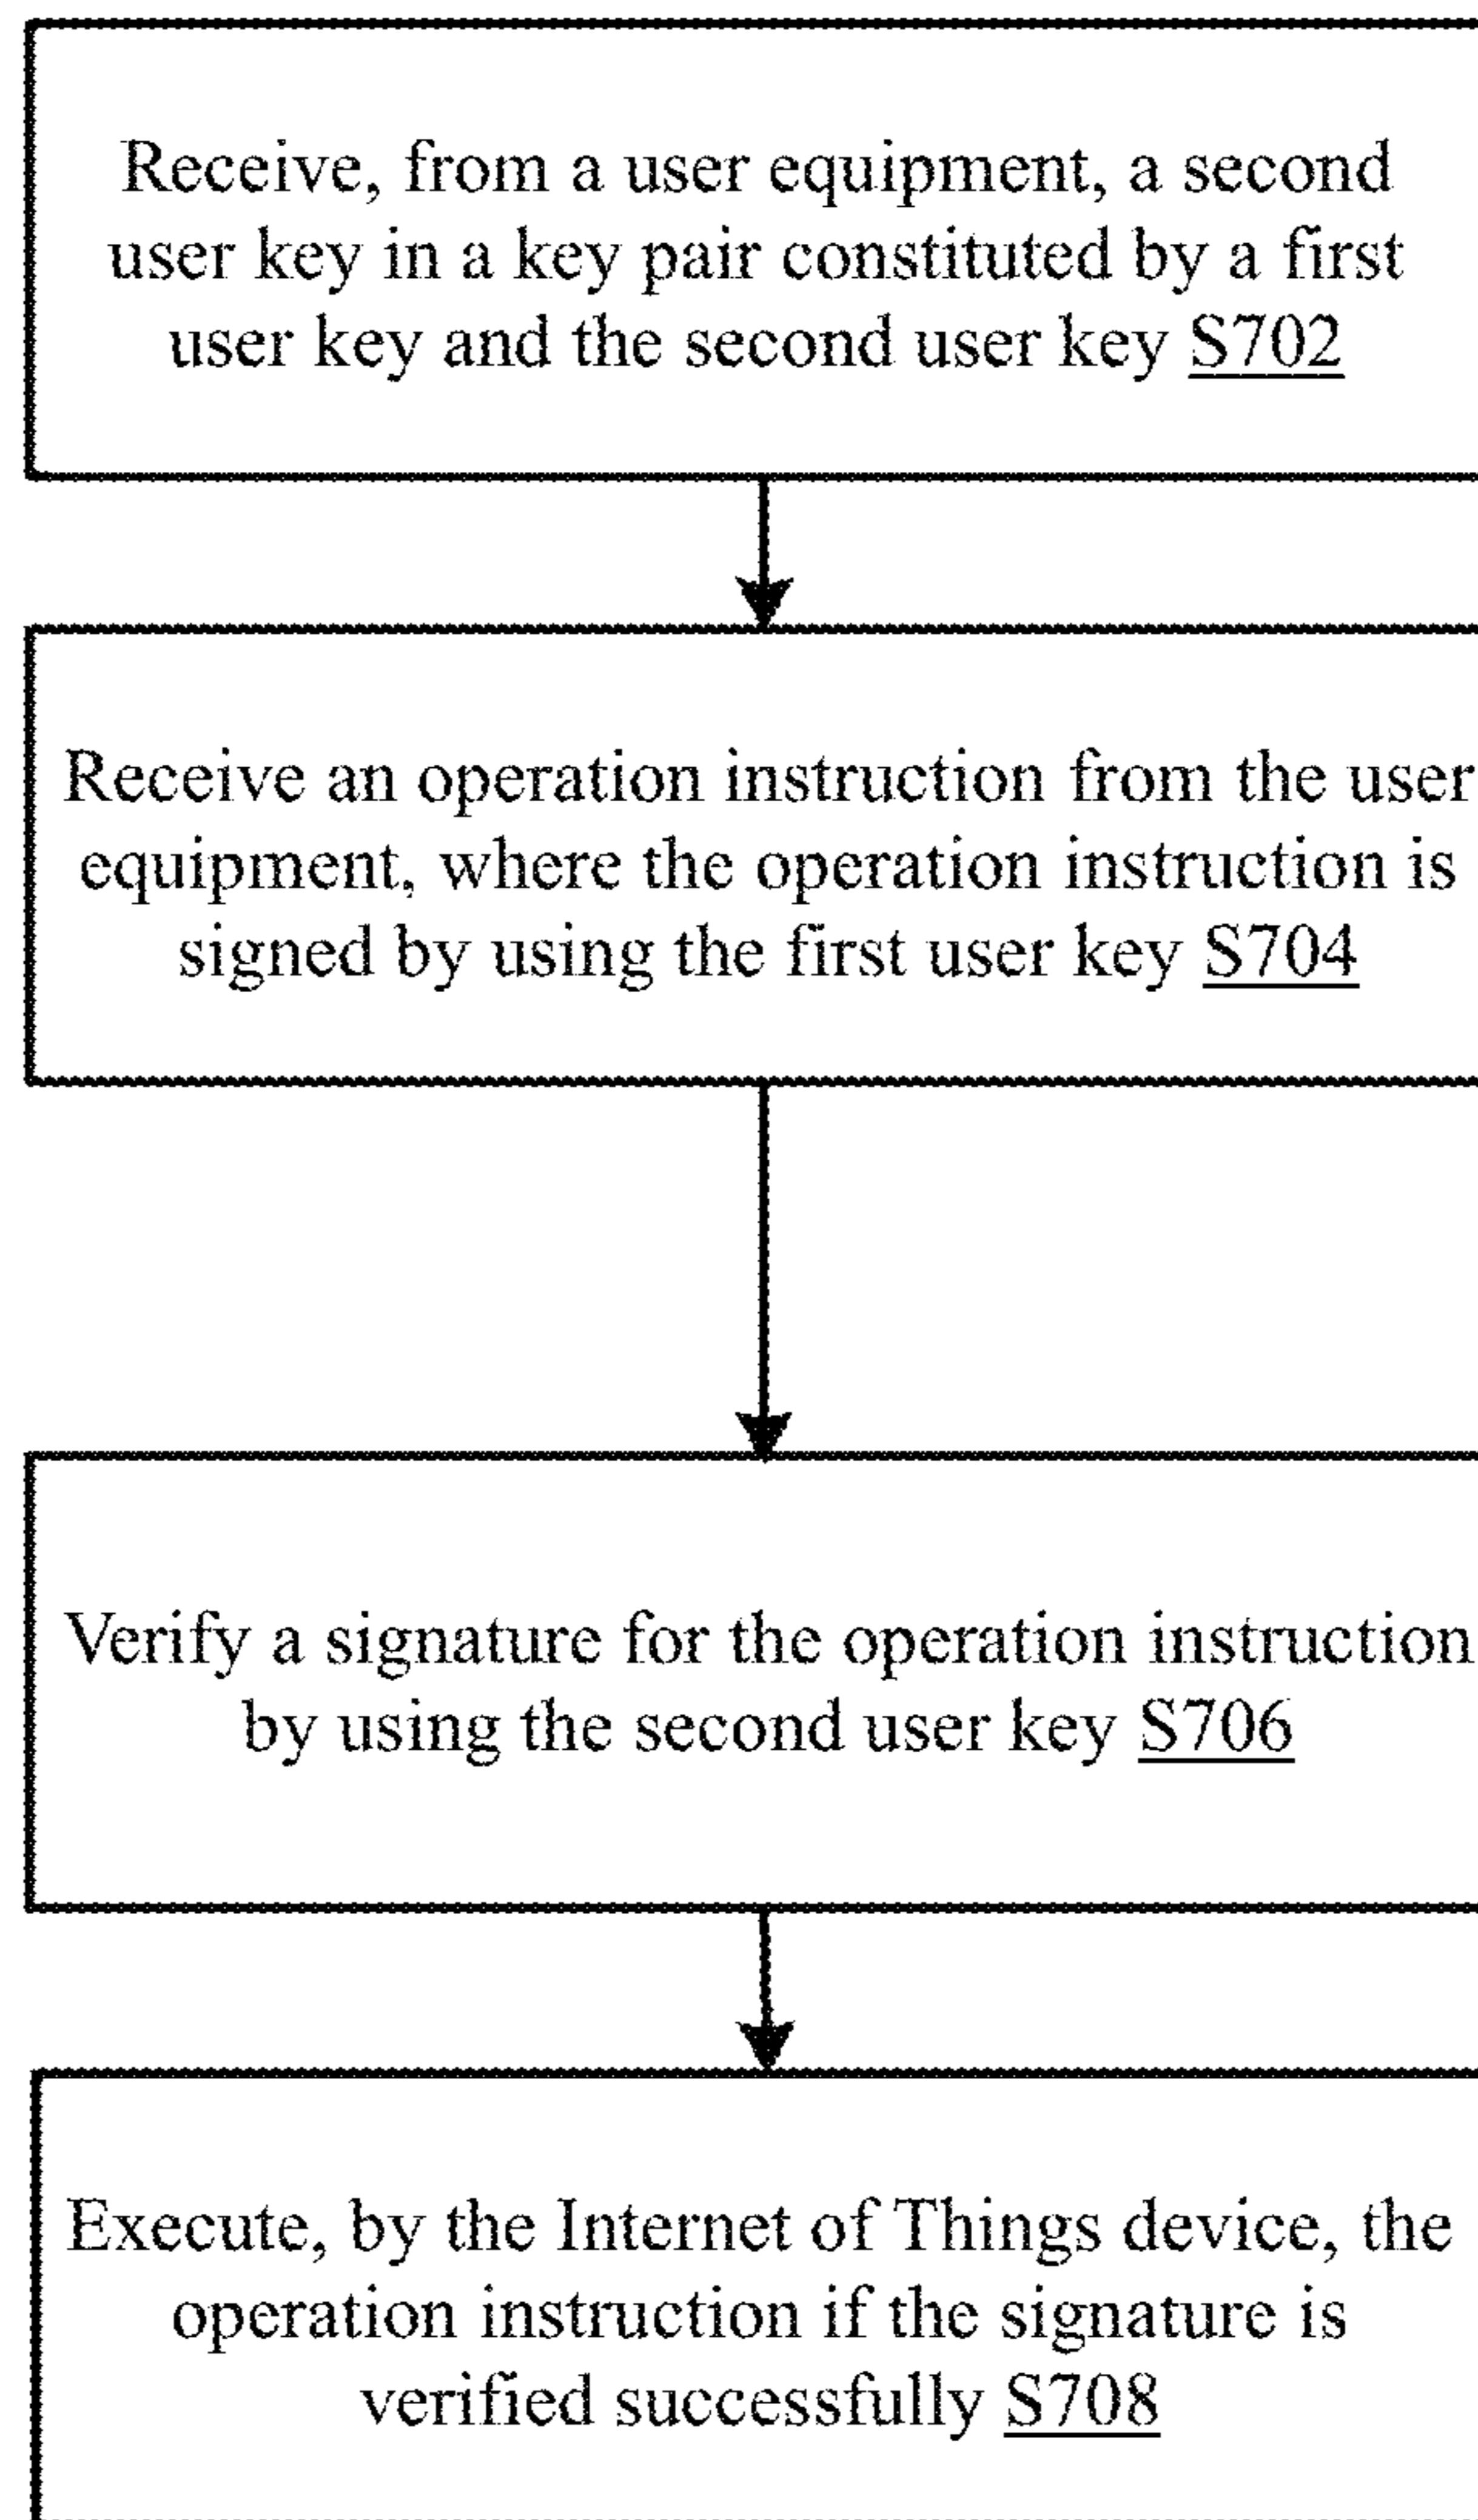 Receive, from a user equipment, a second
user key in a key pair constituted by a first
user key and the second user key S702
Receive an operation instruction from the user
equipment, where the operation instruction is
signed by using the first user key S704
Verify a signature for the operation instruction
by using the second user key S706
Execute, by the Internet of Things device, the
operation instruction if the signature is
verified successfully S708